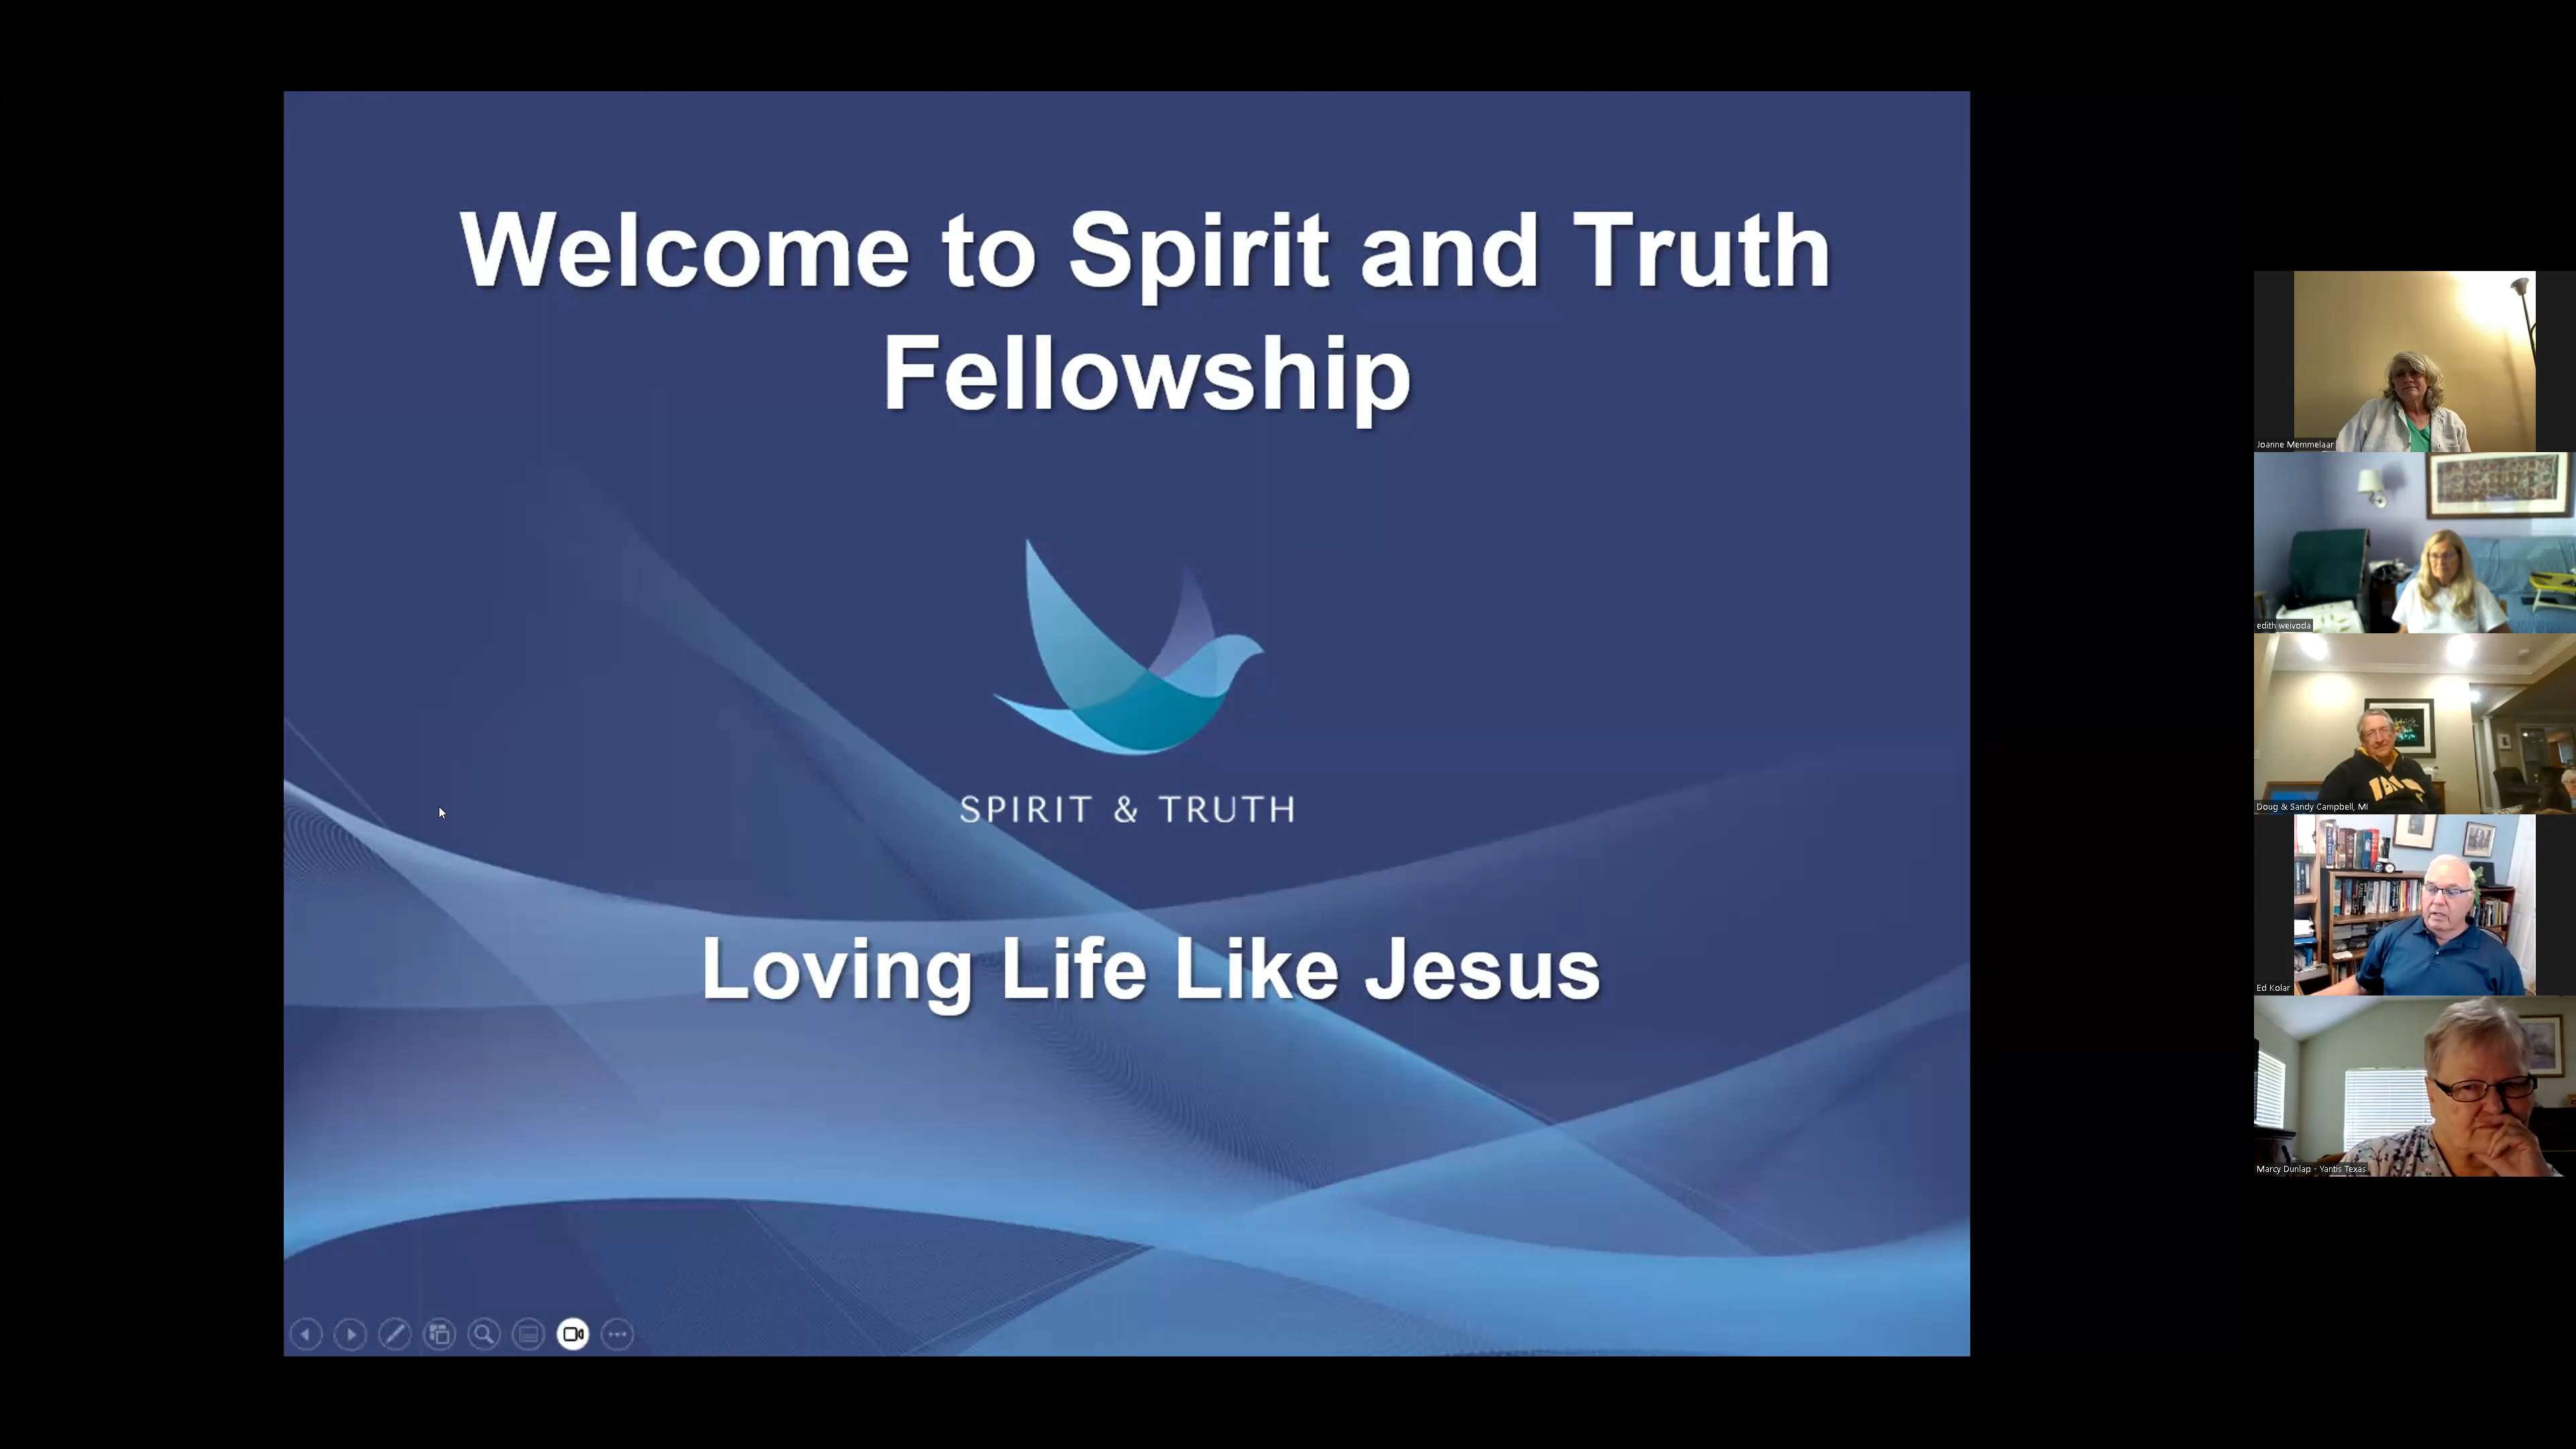 Welcome to Spirit and Truth
Fellowship
SPIRIT & TRUTH
Loving Life Like Jesus
Joanne Memmelaar
edith weivoda
Doug & Sandy Campbell, MI
Ed Kolar
Marcy Dunlap - Yantis Texas